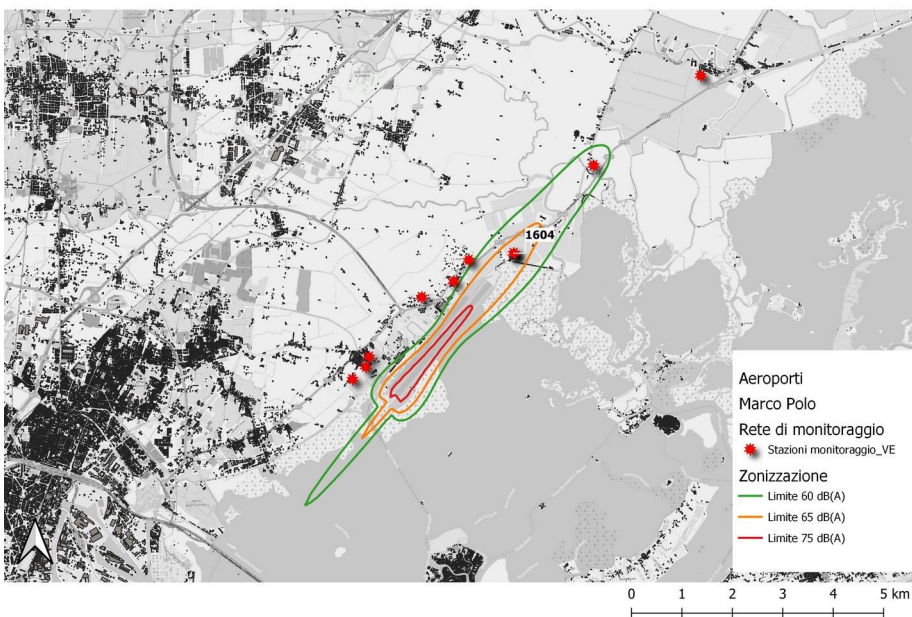 1604
Aeroporti
Marco Polo
Rete di monitoraggio
Stazioni monitoraggio_VE
Zonizzazione
Limite 60 dB(A)
Limite 65 dB(A)
Limite 75 dB(A)
0 1 2 3 4 5 km